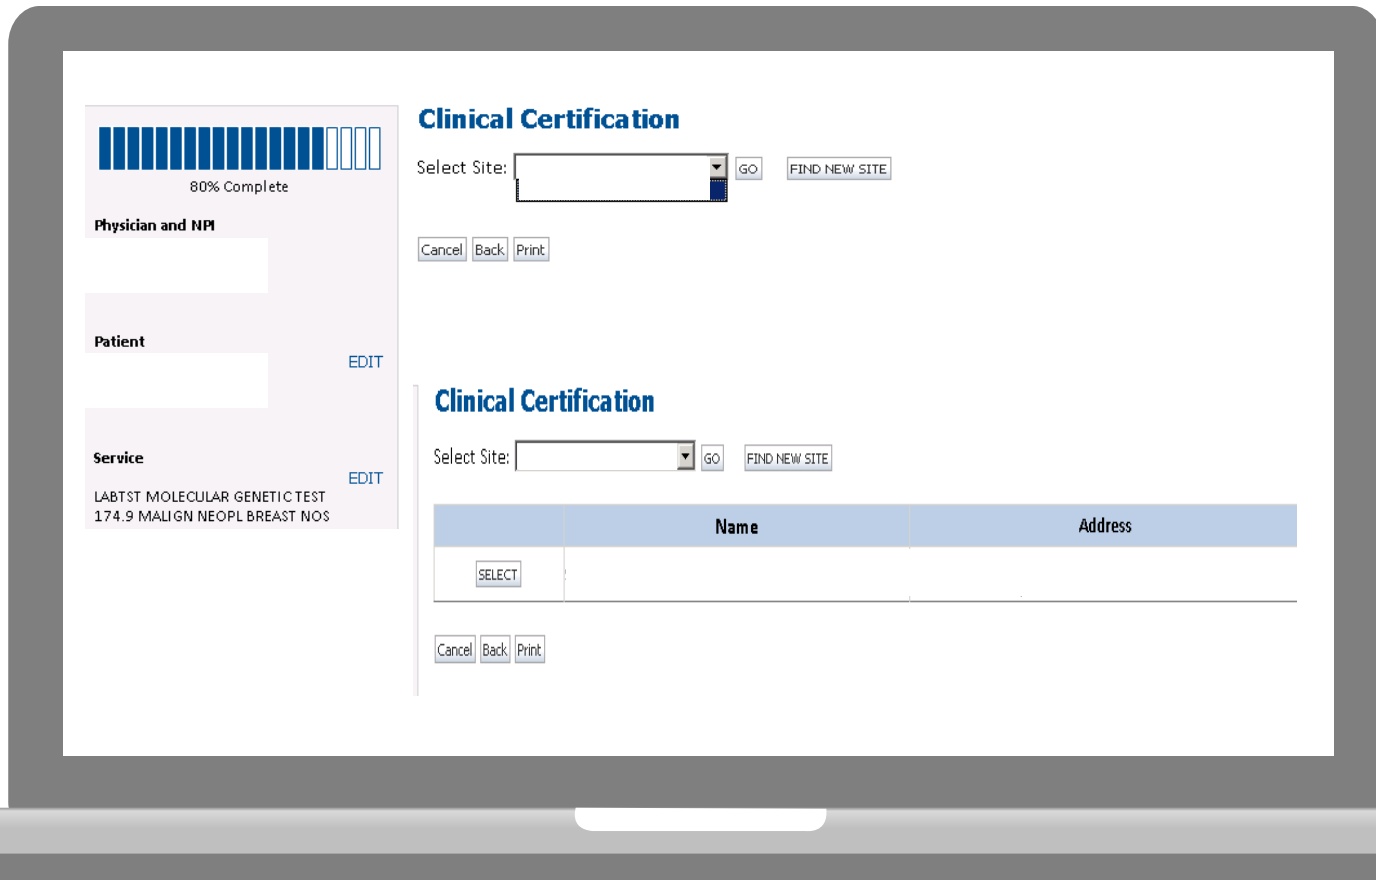 80% Complete
Physician and NPI
Patient
EDIT
Service
EDIT
LABTST MOLECULAR GENETIC TEST
174.9 MALIGN NEOPL BREAST NOS
Clinical Certification
Select Site: GO FIND NEW SITE
Cancel Back Print
Clinical Certification
Select Site: GO FIND NEW SITE
Name Address
SELECT
Cancel Back Print